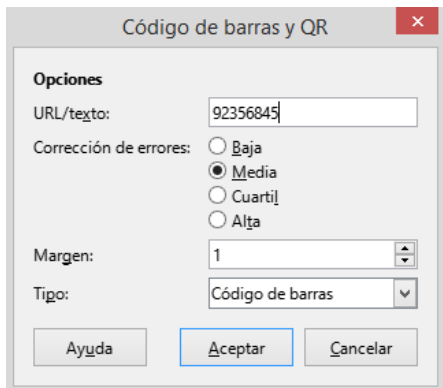 Código de barras y QR
Opciones
URL/texto: 92356845
Corrección de errores: Baja
Media
Cuartil
Alta
Margen: 1
Tipo: Código de barras
Ayuda Aceptar Cancelar